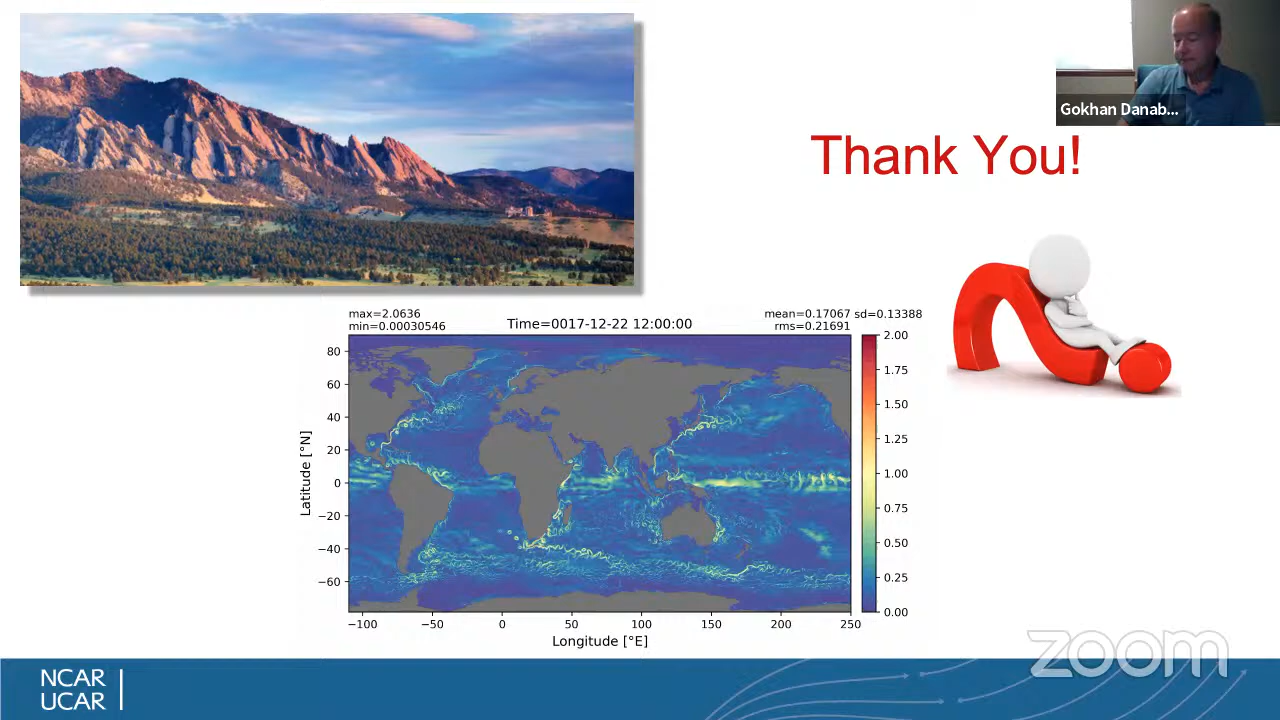 Gokhan Danab...
Thank You!
max=2.0636
min=0.00030546
Time=0017-12-22 12:00:00
mean=0.17067 sd=0.13388
rms=0.21691
2.00
1.75
1.50
1.25
1.00
0.75
0.50
0.25
0.00
80
60
40
20
0
−20
−40
−60
Latitude [°N]
−100 −50 0 50 100 150 200 250
Longitude [°E]
zoom
NCAR
UCAR